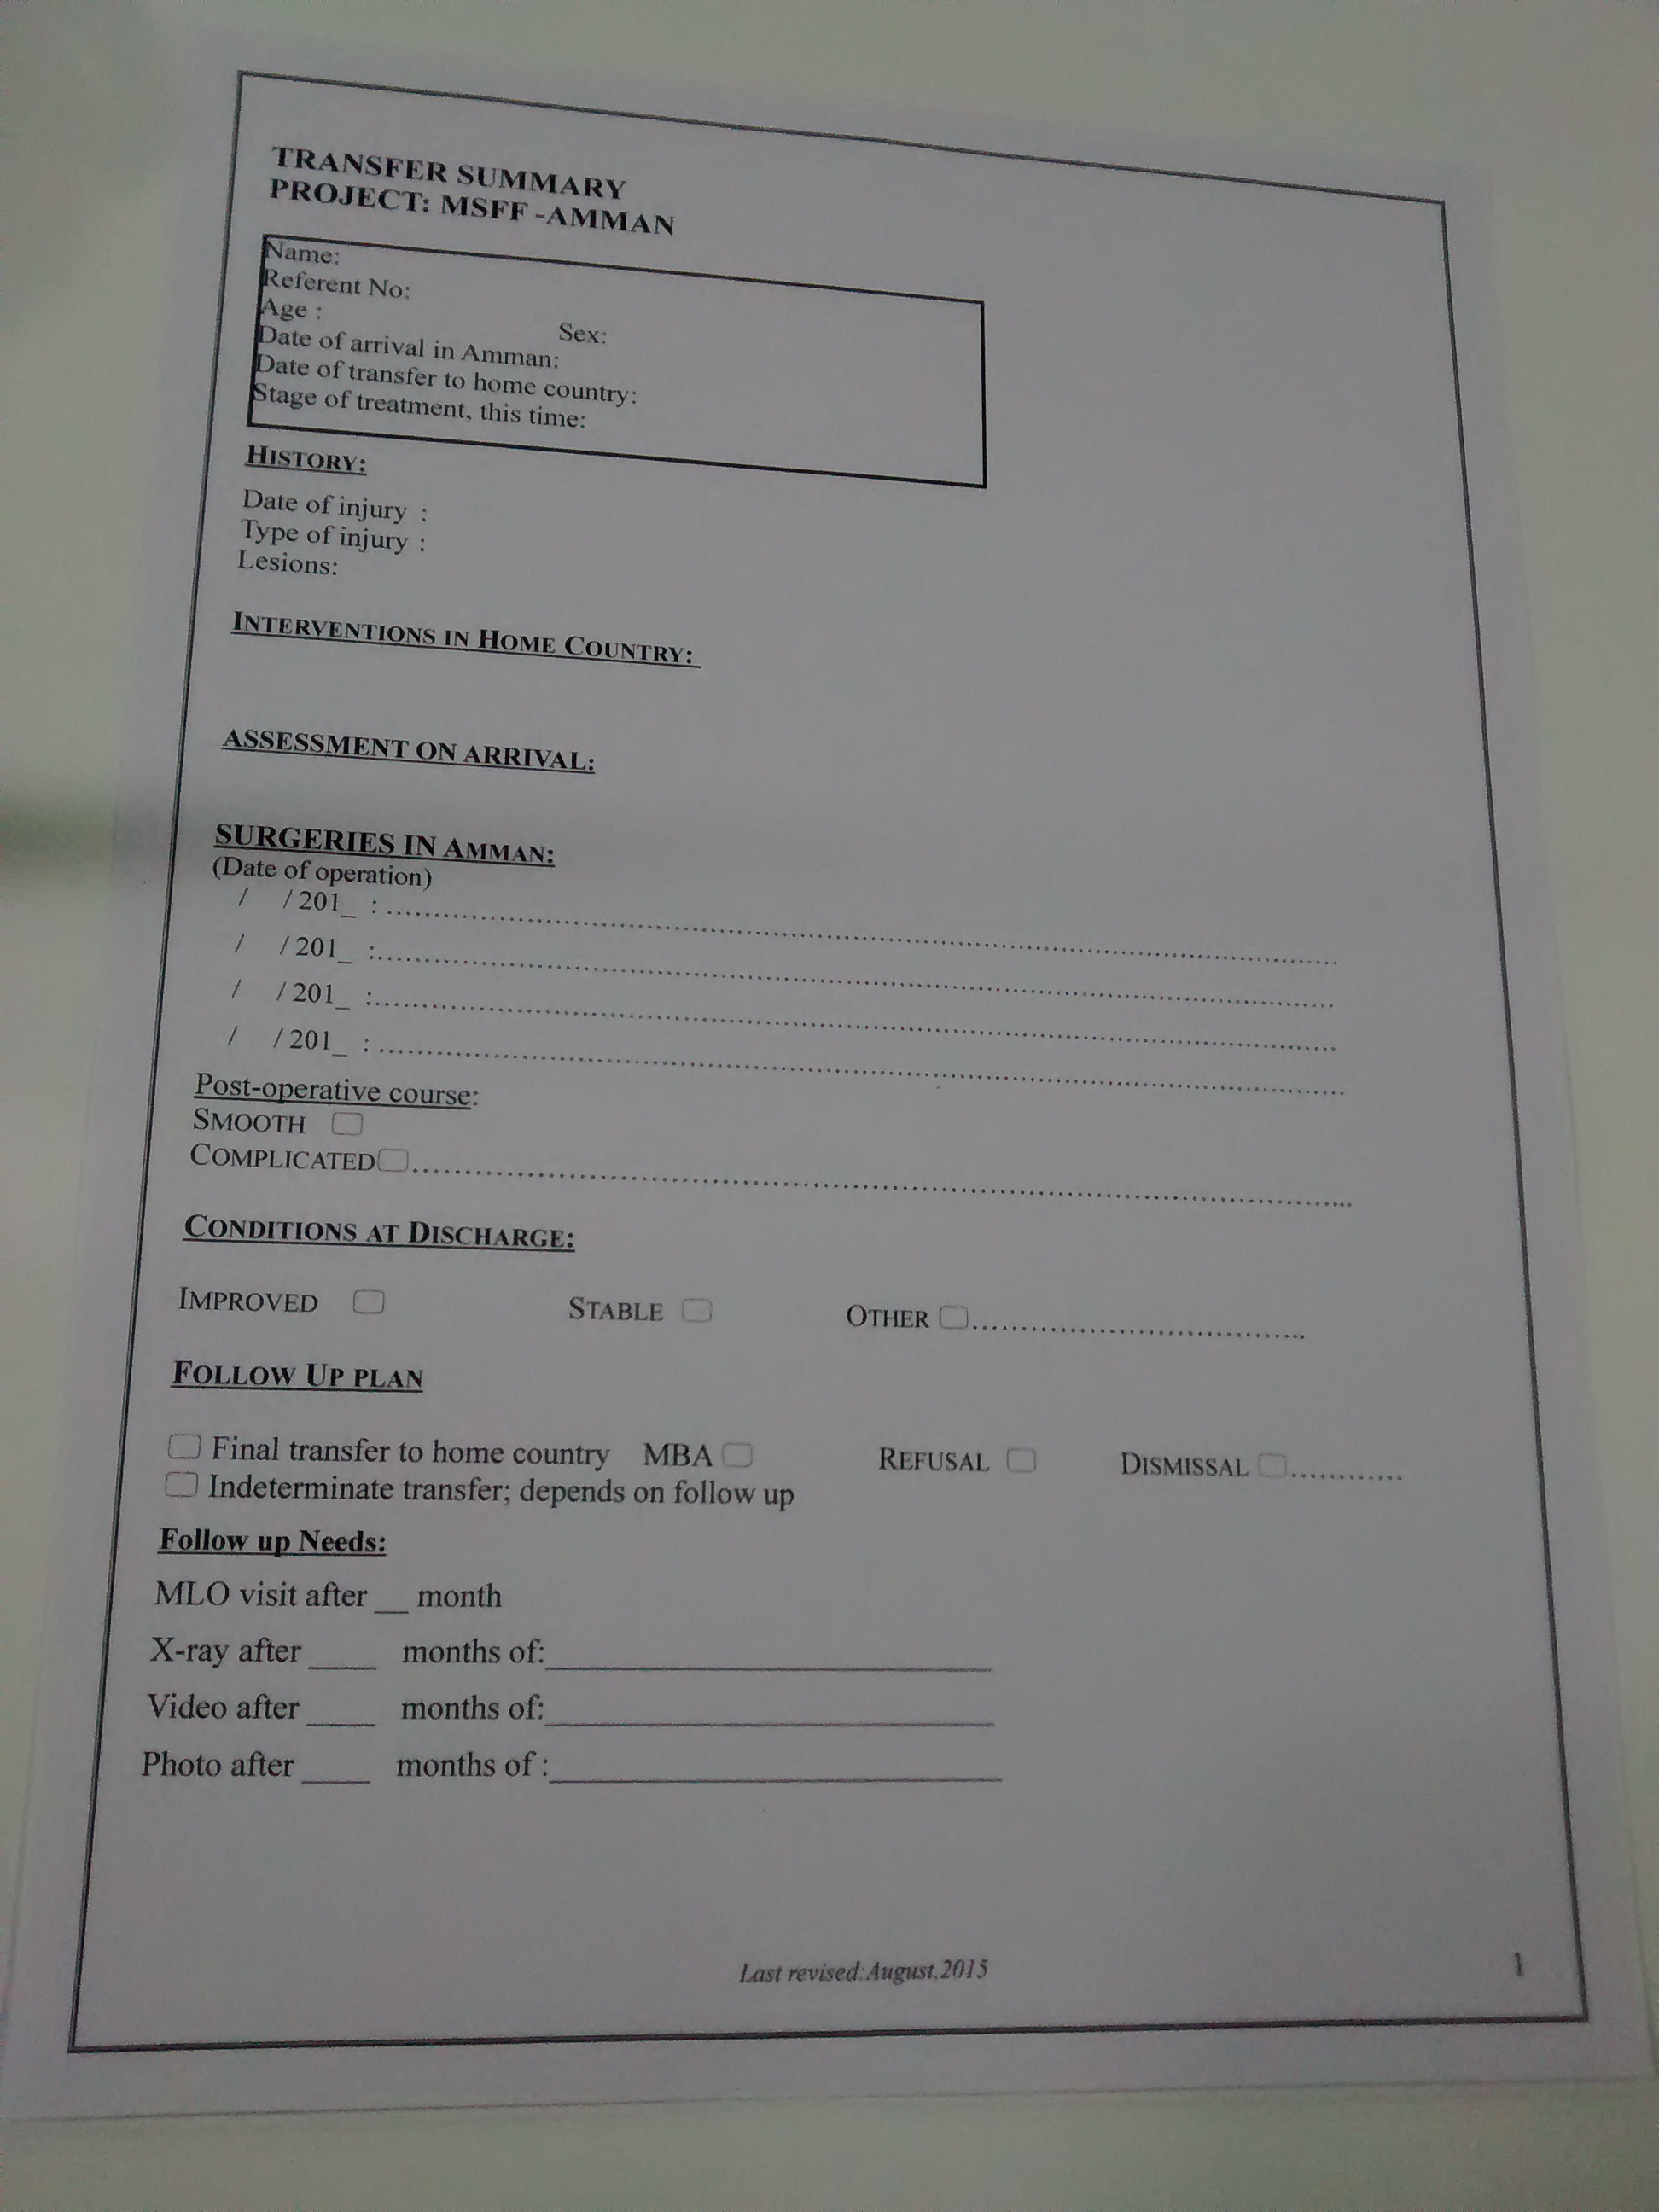 TRANSFER SUMMARY
PROJECT: MSFF -AMMAN
Name:
Referent No:
Age : Sex:
Date of arrival in Amman:
Date of transfer to home country:
Stage of treatment, this time:
HISTORY:
Date of injury :
Type of injury :
Lesions:
INTERVENTIONS IN HOME COUNTRY:
ASSESSMENT ON ARRIVAL:
SURGERIES IN AMMAN:
(Date of operation)
/ / 201_ : ........................................................................
/ / 201_ :........................................................................
/ / 201_ :........................................................................
/ / 201_ : ........................................................................
Post-operative course:
SMOOTH
COMPLICATED........................................................................
CONDITIONS AT DISCHARGE:
IMPROVED STABLE OTHER....................................
FOLLOW UP PLAN
Final transfer to home country MBA REFUSAL DISMISSAL............
Indeterminate transfer; depends on follow up
Follow up Needs:
MLO visit after __ month
X-ray after ____ months of:___________________________
Video after ____ months of:___________________________
Photo after ____ months of :___________________________
Last revised:August,2015
1